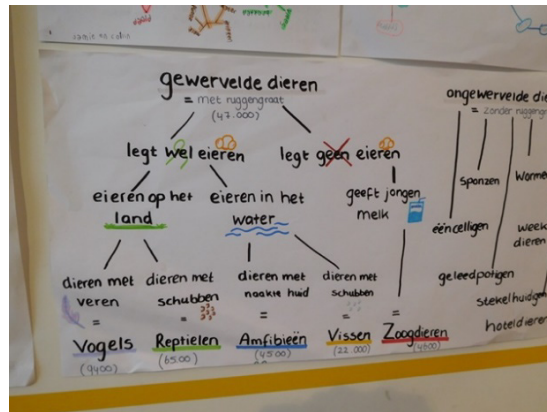 gewervelde dieren
= met ruggengraat
(47.000)
legt wel eieren
legt geen eieren
eieren op het
land
eieren in het
water
geeft jongen
melk
dieren met
veren
=
Vogels
(9400)
dieren met
schubben
=
Reptielen
(6500)
dieren met
naakte huid
=
Amfibieën
(4500)
dieren met
schubben
=
Vissen
(22.000)
=
Zoogdieren
(4500)
ongewervelde die
= zonder ruggengr
sponzen
worme
ééncelligen
week
dieren
geleedpotigen
stekelhuidge
holtedieren